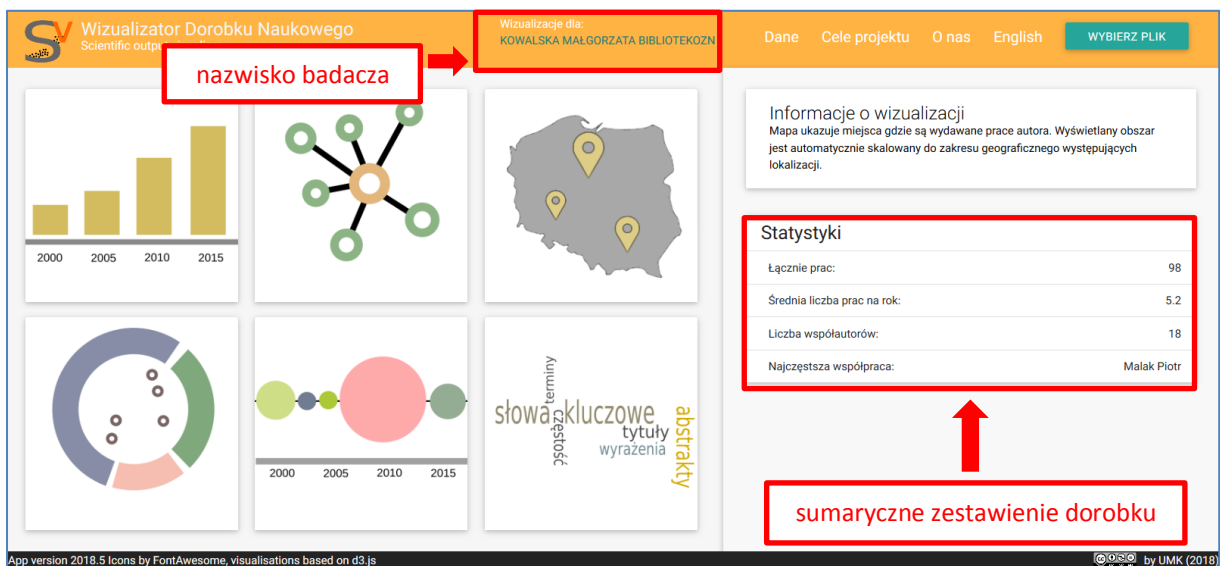 SV
Wizualizator Dorobku Naukowego
Scientific outp
Wizualizacje dla:
KOWALSKA MAŁGORZATA BIBLIOTEKOZN
Dane Cele projektu O nas English WYBIERZ PLIK
nazwisko badacza
2000 2005 2010 2015
Informacje o wizualizacji
Mapa ukazuje miejsca gdzie są wydawane prace autora. Wyświetlany obszar
jest automatycznie skalowany do zakresu geograficznego występujących
lokalizacji.
Statystyki
Łącznie prac: 98
Średnia liczba prac na rok: 5.2
Liczba współautorów: 18
Najczęstsza współpraca: Malak Piotr
2000 2005 2010 2015
terminy
słowa kluczowe
częstość
tytuły
wyrażenia
abstrakty
sumaryczne zestawienie dorobku
App version 2018.5 Icons by FontAwesome, visualisations based on d3.js
by UMK (2018)